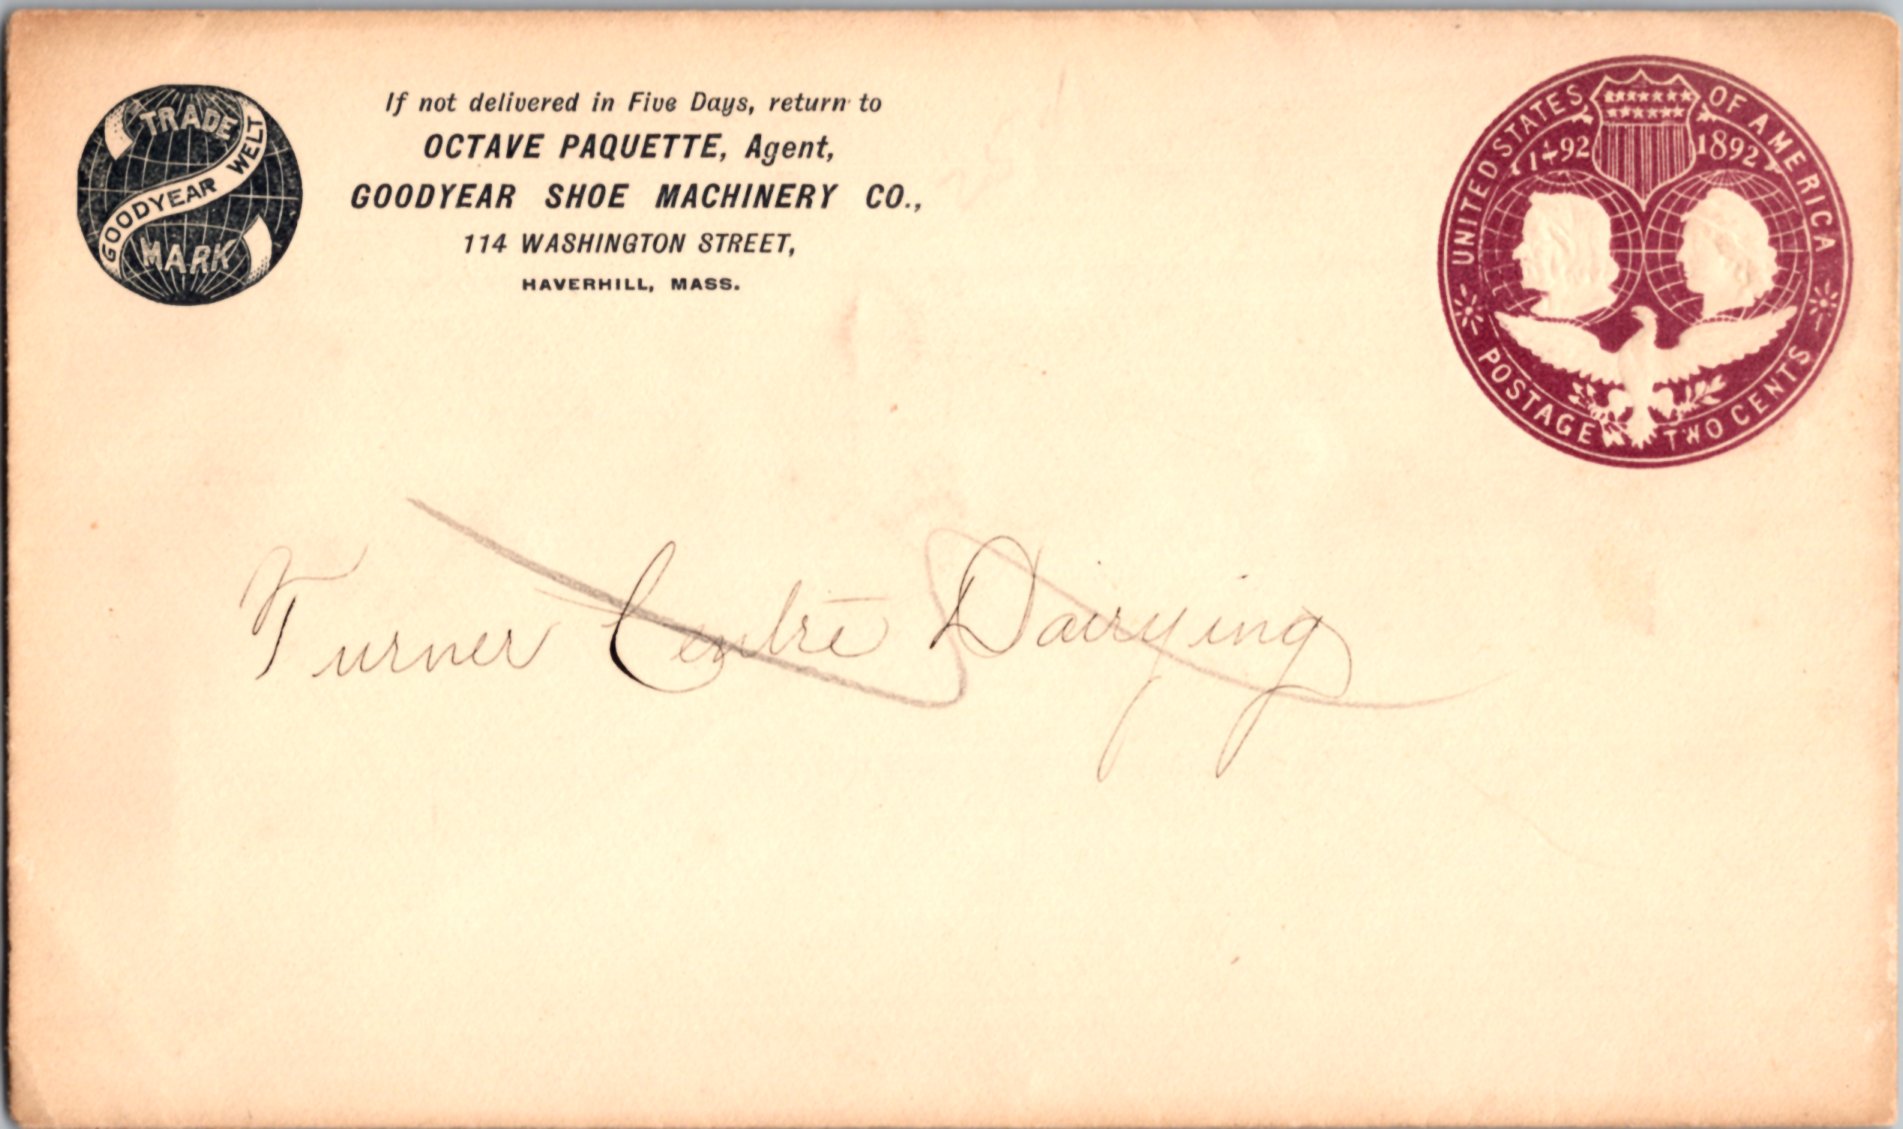 TRADE
GOODYEAR WELT
MARK
If not delivered in Five Days, return to
OCTAVE PAQUETTE, Agent,
GOODYEAR SHOE MACHINERY CO.,
114 WASHINGTON STREET,
HAVERHILL, MASS.
UNITED STATES OF AMERICA
1492 1892
POSTAGE TWO CENTS
Turner Centre Dairying